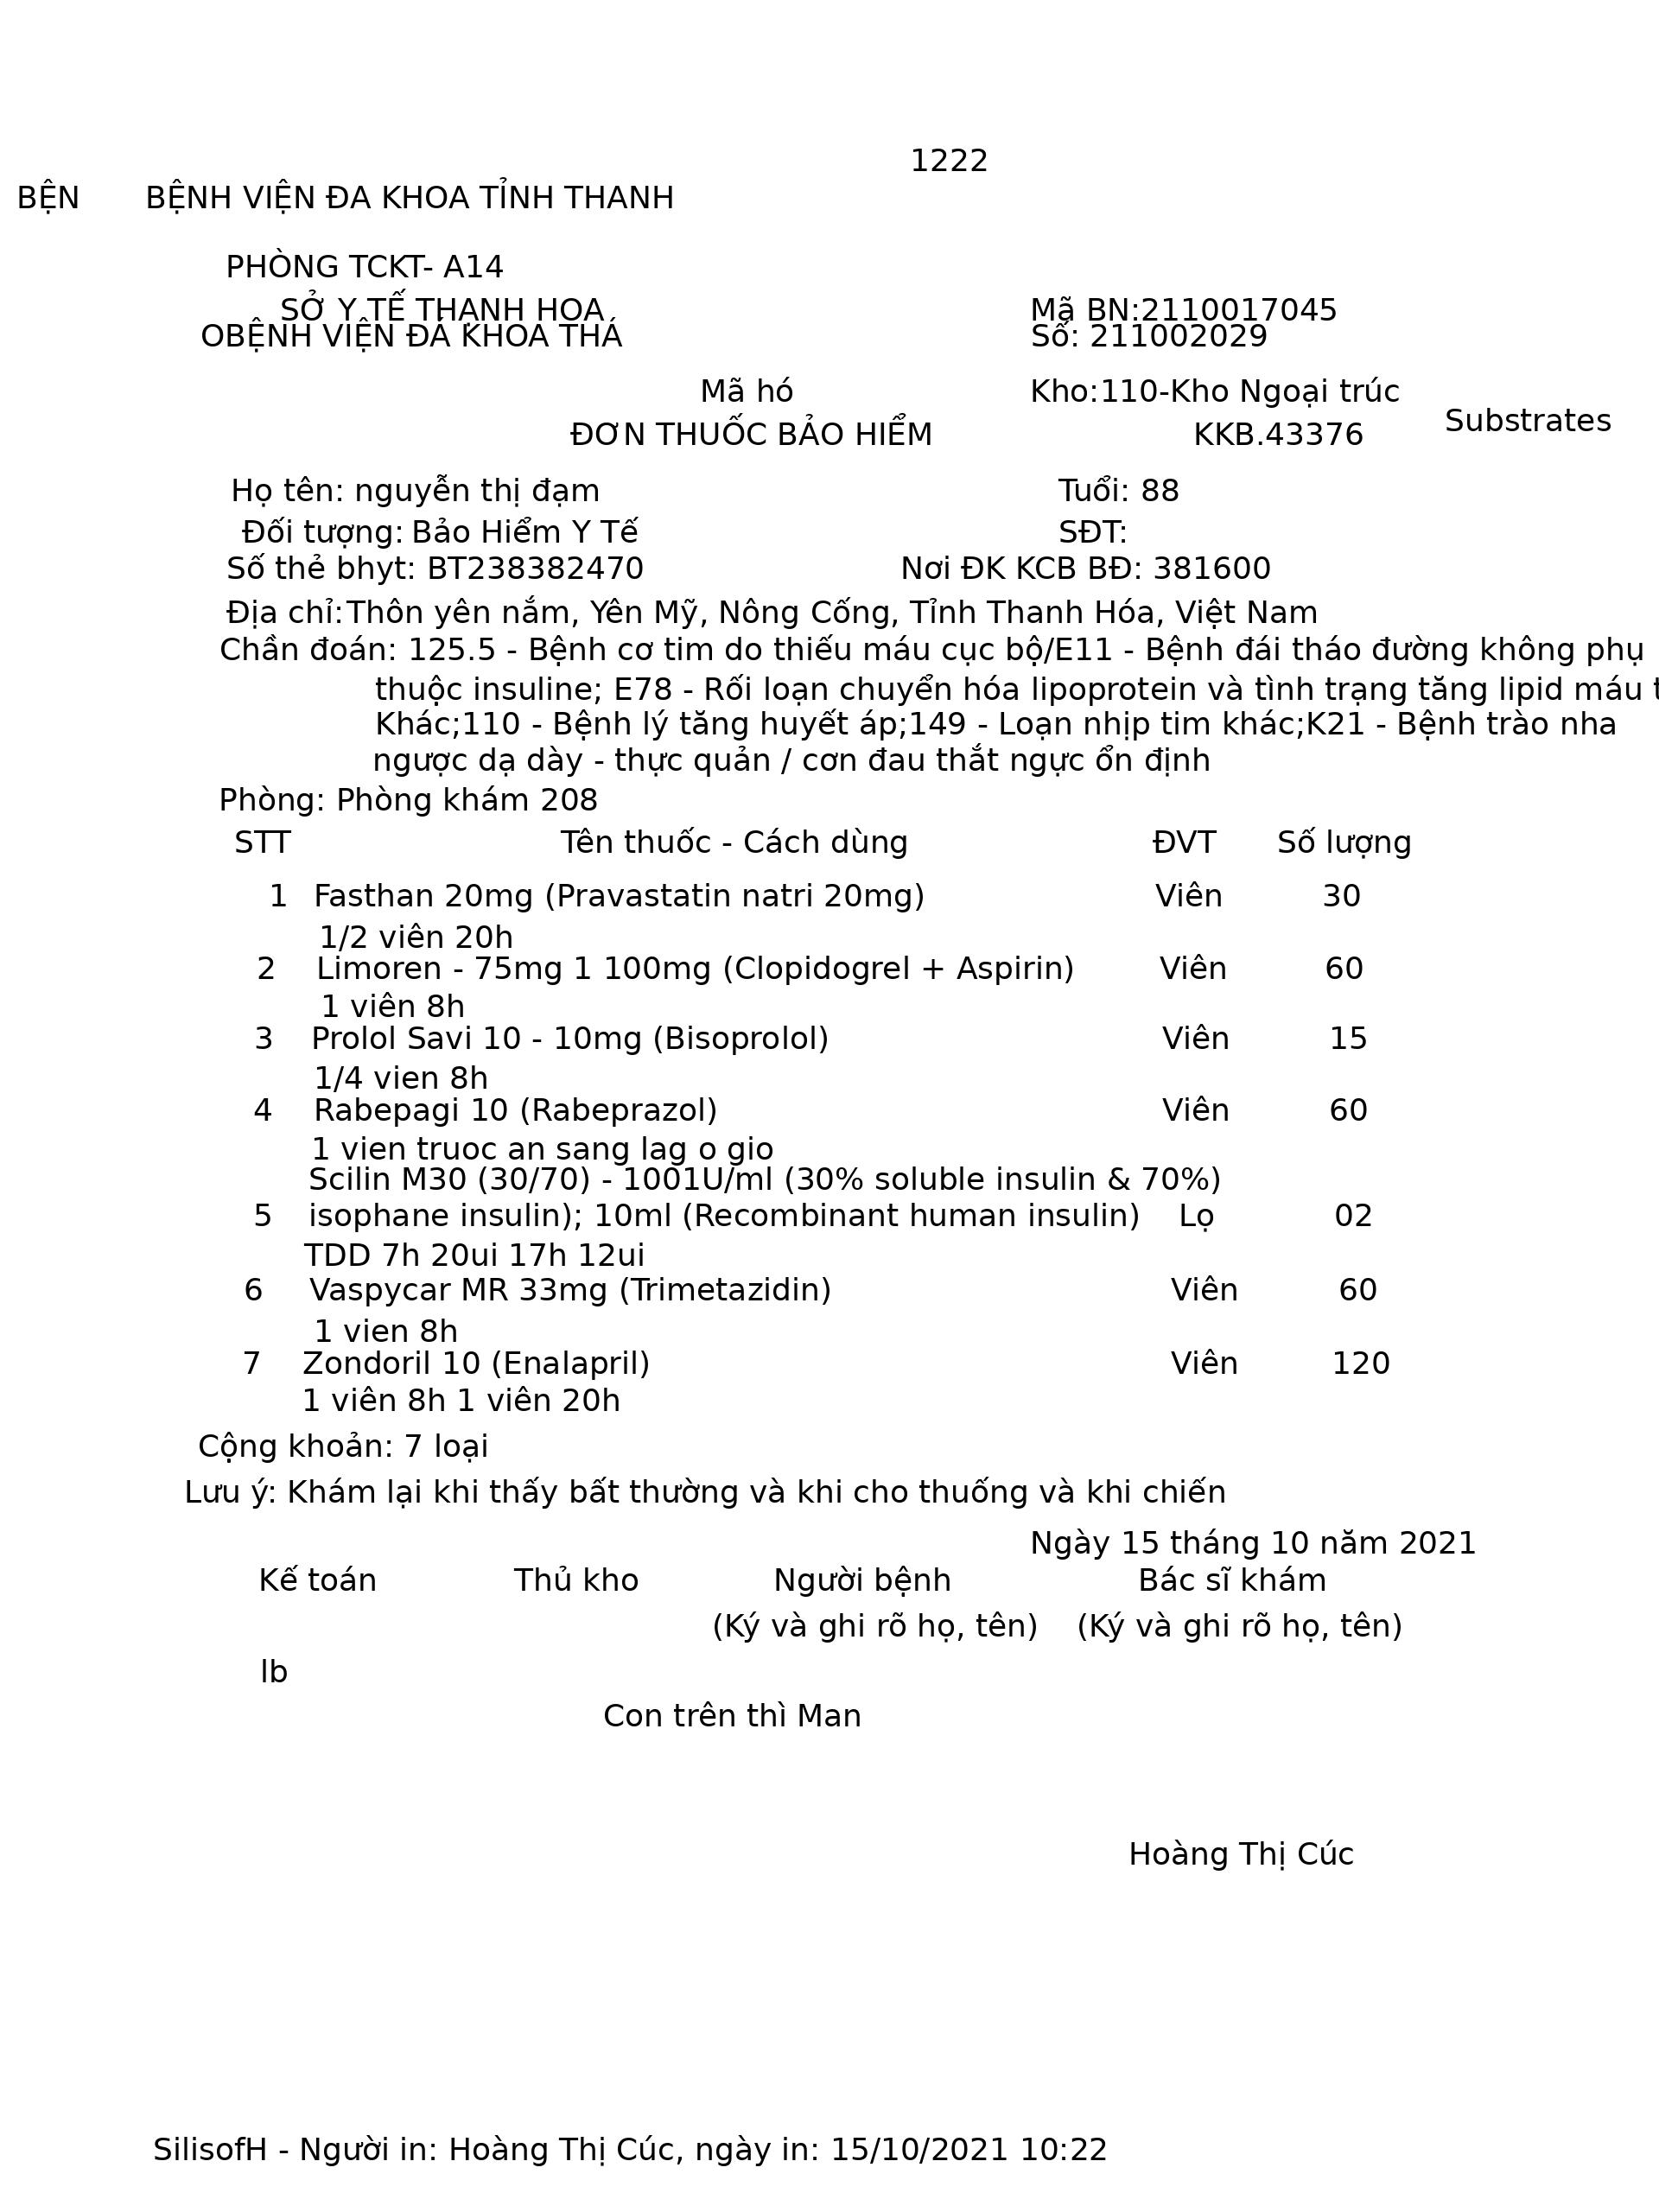 1222
BỆN BỆNH VIỆN ĐA KHOA TỈNH THANH
PHÒNG TCKT- A14
SỞ Y TẾ THANH HOA Mã BN:2110017045
OBỆNH VIỆN ĐÁ KHOA THÁ Số: 211002029
Mã hó Kho:110-Kho Ngoại trúc
Substrates
ĐƠN THUỐC BẢO HIỂM KKB.43376
Họ tên: nguyễn thị đạm Tuổi: 88
Đối tượng: Bảo Hiểm Y Tế SĐT:
Số thẻ bhyt: BT238382470 Nơi ĐK KCB BĐ: 381600
Địa chỉ: Thôn yên nắm, Yên Mỹ, Nông Cống, Tỉnh Thanh Hóa, Việt Nam
Chần đoán: 125.5 - Bệnh cơ tim do thiếu máu cục bộ/E11 - Bệnh đái tháo đường không phụ
thuộc insuline; E78 - Rối loạn chuyển hóa lipoprotein và tình trạng tăng lipid máu t
Khác;110 - Bệnh lý tăng huyết áp;149 - Loạn nhịp tim khác;K21 - Bệnh trào nha
ngược dạ dày - thực quản / cơn đau thắt ngực ổn định
Phòng: Phòng khám 208
STT Tên thuốc - Cách dùng ĐVT Số lượng
1 Fasthan 20mg (Pravastatin natri 20mg) Viên 30
1/2 viên 20h
2 Limoren - 75mg 1 100mg (Clopidogrel + Aspirin) Viên 60
1 viên 8h
3 Prolol Savi 10 - 10mg (Bisoprolol) Viên 15
1/4 vien 8h
4 Rabepagi 10 (Rabeprazol) Viên 60
1 vien truoc an sang lag o gio
Scilin M30 (30/70) - 1001U/ml (30% soluble insulin & 70%)
5 isophane insulin); 10ml (Recombinant human insulin) Lọ 02
TDD 7h 20ui 17h 12ui
6 Vaspycar MR 33mg (Trimetazidin) Viên 60
1 vien 8h
7 Zondoril 10 (Enalapril) Viên 120
1 viên 8h 1 viên 20h
Cộng khoản: 7 loại
Lưu ý: Khám lại khi thấy bất thường và khi cho thuống và khi chiến
Ngày 15 tháng 10 năm 2021
Kế toán Thủ kho Người bệnh Bác sĩ khám
(Ký và ghi rõ họ, tên) (Ký và ghi rõ họ, tên)
lb
Con trên thì Man
Hoàng Thị Cúc
SilisofH - Người in: Hoàng Thị Cúc, ngày in: 15/10/2021 10:22